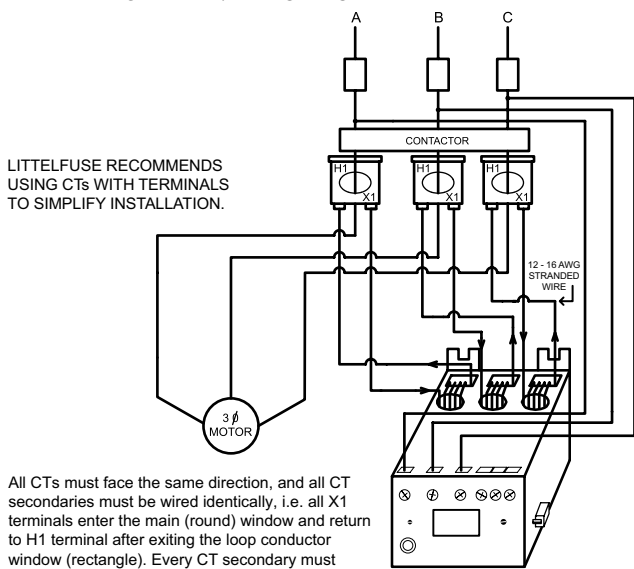 A B C
CONTACTOR
H1 X1 H1 X1 H1 X1
LITTELFUSE RECOMMENDS
USING CTs WITH TERMINALS
TO SIMPLIFY INSTALLATION.
12 - 16 AWG
STRANDED
WIRE
3 ø
MOTOR
All CTs must face the same direction, and all CT
secondaries must be wired identically, i.e. all X1
terminals enter the main (round) window and return
to H1 terminal after exiting the loop conductor
window (rectangle). Every CT secondary must